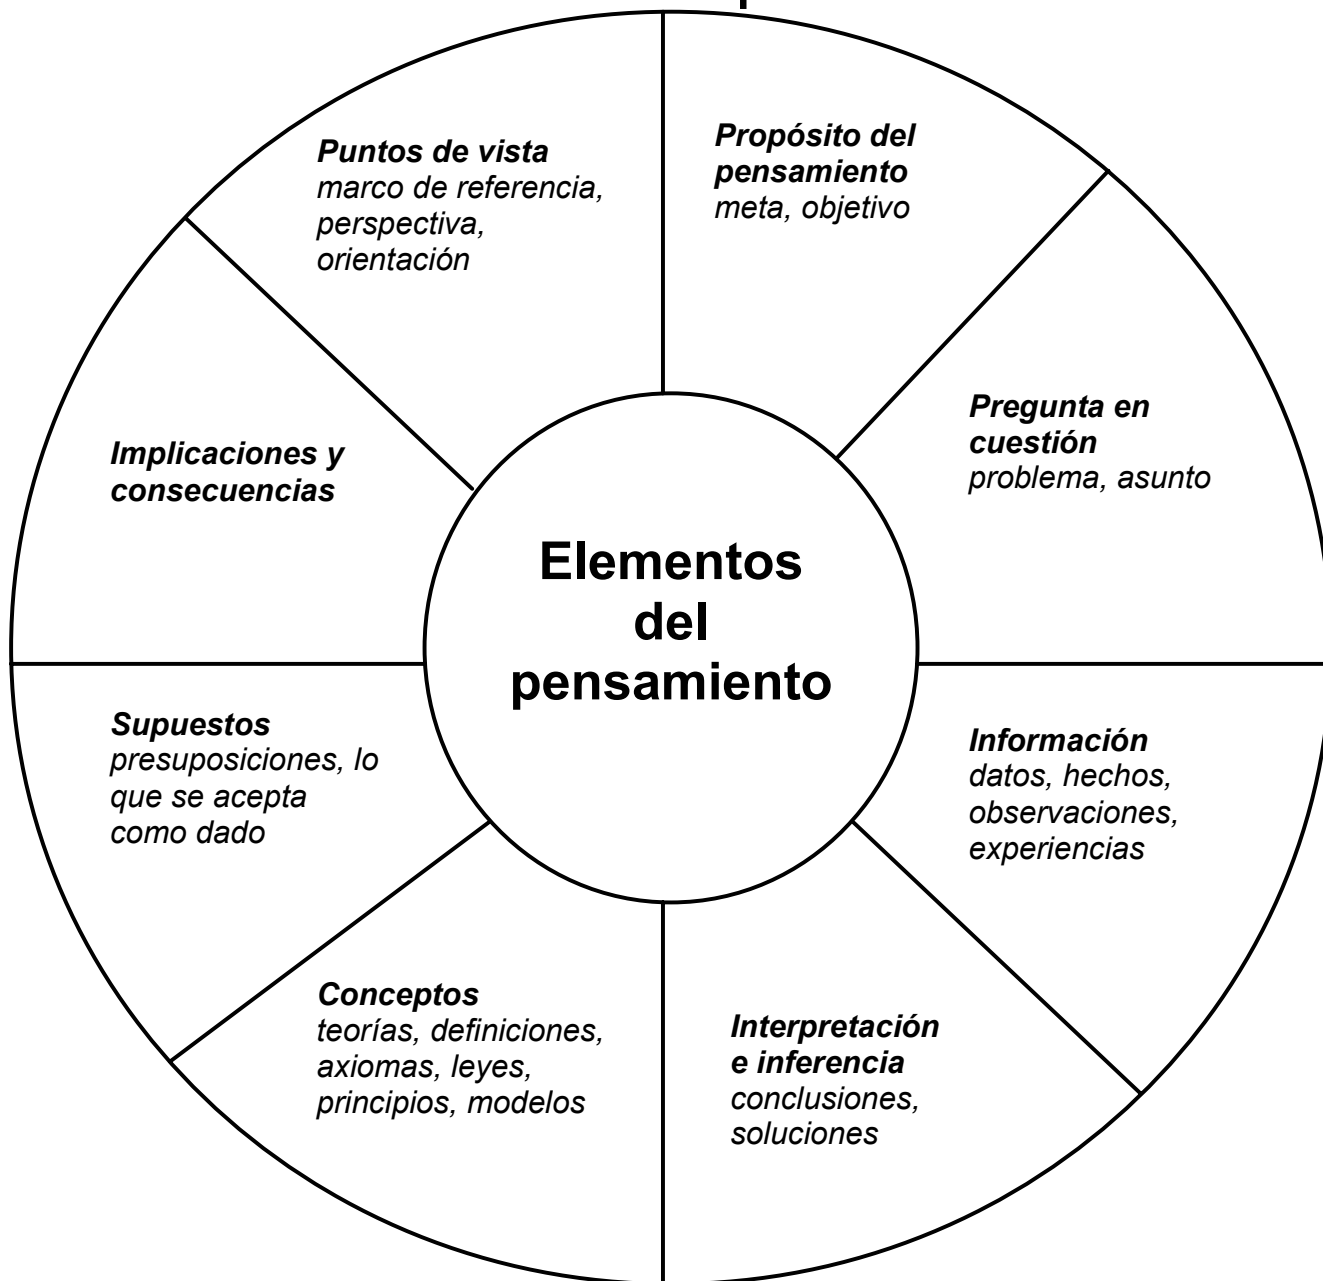 Puntos de vista
marco de referencia,
perspectiva,
orientación
Propósito del
pensamiento
meta, objetivo
Pregunta en
cuestión
problema, asunto
Implicaciones y
consecuencias
Elementos
del
pensamiento
Supuestos
presuposiciones, lo
que se acepta
como dado
Información
datos, hechos,
observaciones,
experiencias
Conceptos
teorías, definiciones,
axiomas, leyes,
principios, modelos
Interpretación
e inferencia
conclusiones,
soluciones